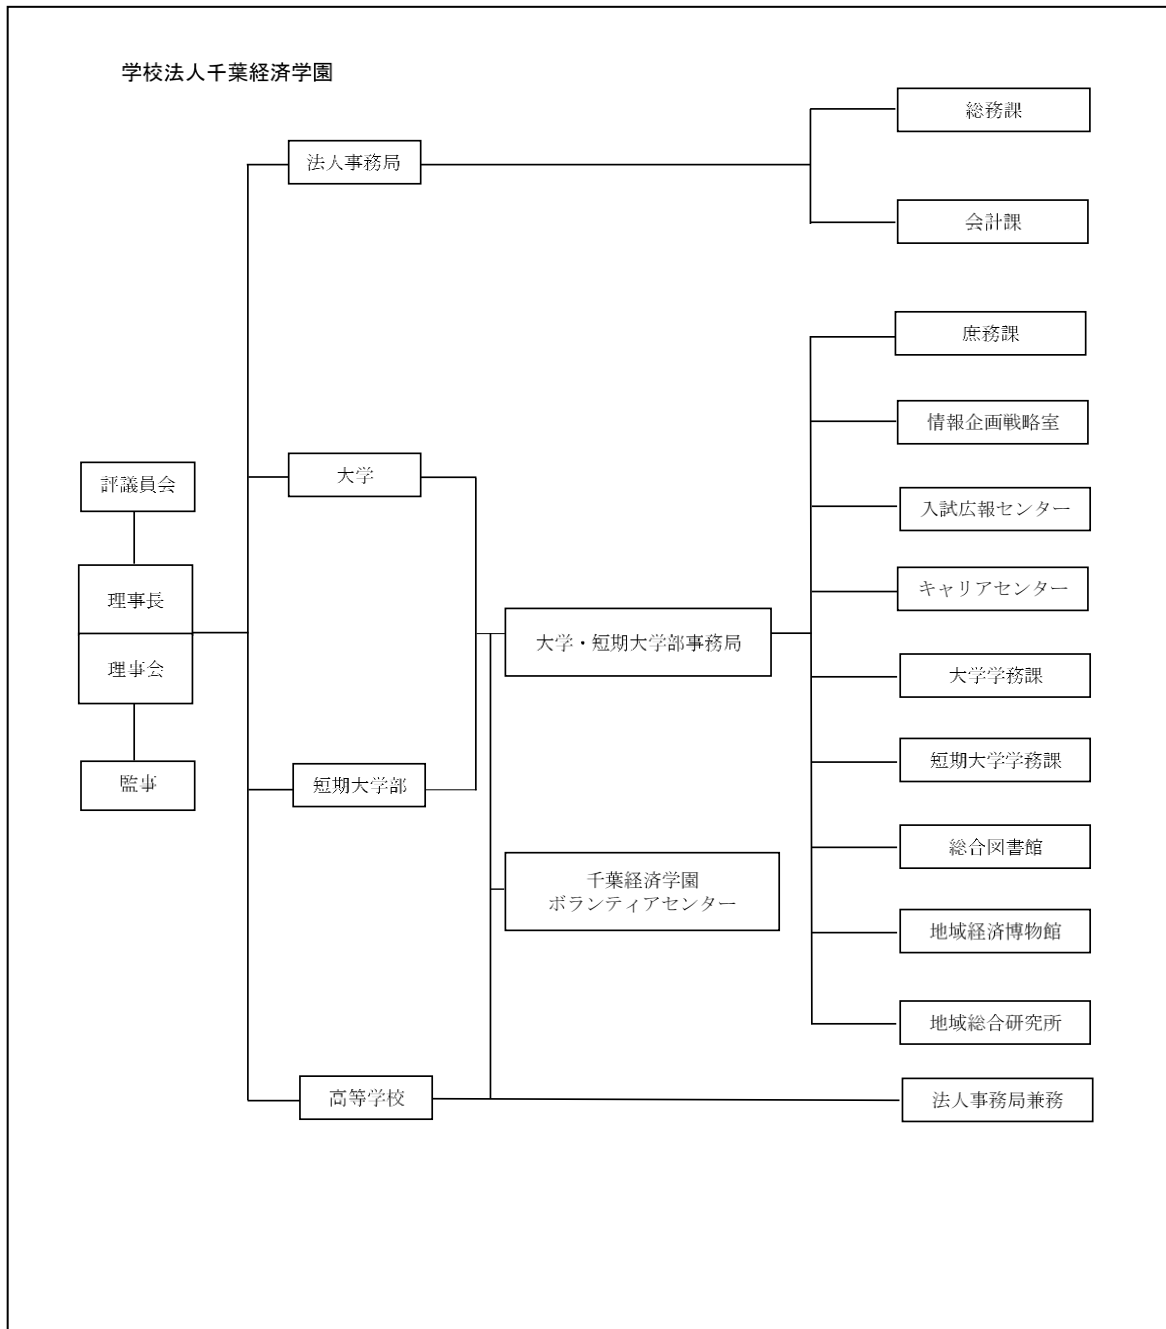 学校法人千葉経済学園
総務課
法人事務局
会計課
庶務課
情報企画戦略室
大学
評議員会
入試広報センター
キャリアセンター
理事長
大学・短期大学部事務局
理事会
大学学務課
短期大学学務課
監事
短期大学部
総合図書館
千葉経済学園
ボランティアセンター
地域経済博物館
地域総合研究所
高等学校
法人事務局兼務